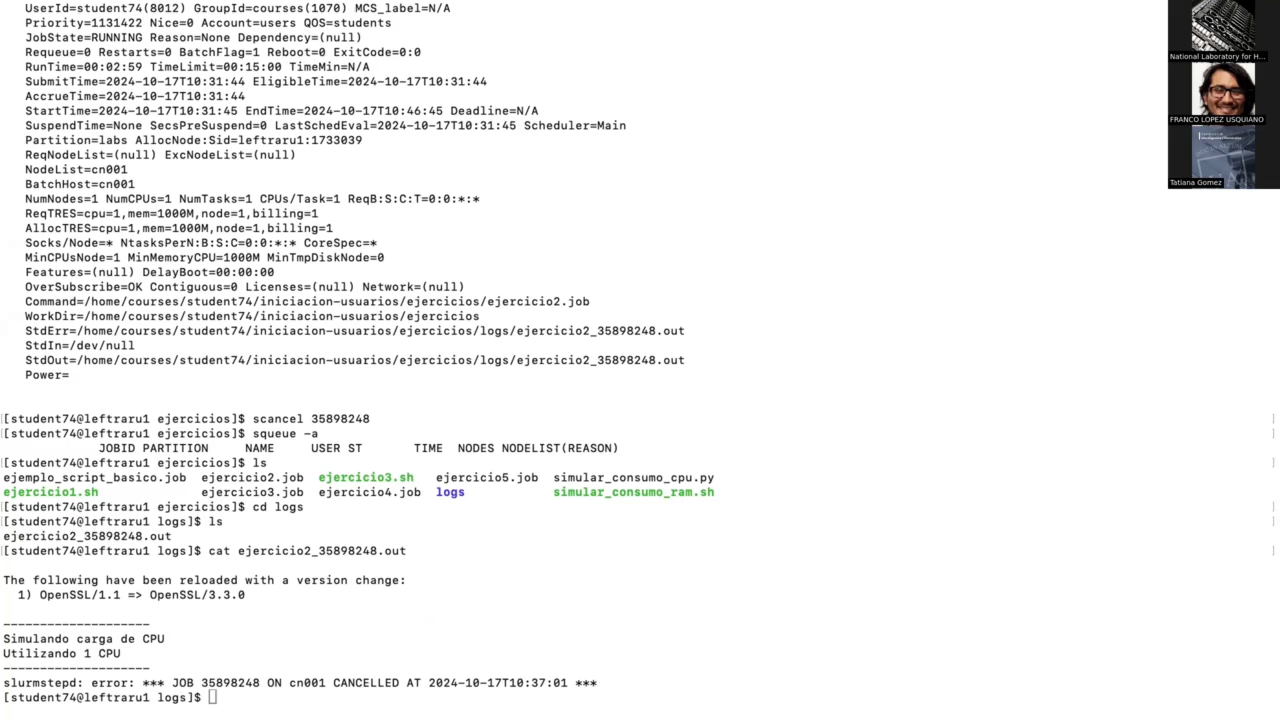 UserId=student74(8012) GroupId=courses(1070) MCS_label=N/A
Priority=1131422 Nice=0 Account=users QOS=students
JobState=RUNNING Reason=None Dependency=(null)
Requeue=0 Restarts=0 BatchFlag=1 Reboot=0 ExitCode=0:0
RunTime=00:02:59 TimeLimit=00:15:00 TimeMin=N/A
SubmitTime=2024-10-17T10:31:44 EligibleTime=2024-10-17T10:31:44
AccrueTime=2024-10-17T10:31:44
StartTime=2024-10-17T10:31:45 EndTime=2024-10-17T10:46:45 Deadline=N/A
SuspendTime=None SecsPreSuspend=0 LastSchedEval=2024-10-17T10:31:45 Scheduler=Main
Partition=labs AllocNode:Sid=leftraru1:1733039
ReqNodeList=(null) ExcNodeList=(null)
NodeList=cn001
BatchHost=cn001
NumNodes=1 NumCPUs=1 NumTasks=1 CPUs/Task=1 ReqB:S:C:T=0:0:*:*
ReqTRES=cpu=1,mem=1000M,node=1,billing=1
AllocTRES=cpu=1,mem=1000M,node=1,billing=1
Socks/Node=* NtasksPerN:B:S:C=0:0:*:* CoreSpec=*
MinCPUsNode=1 MinMemoryCPU=1000M MinTmpDiskNode=0
Features=(null) DelayBoot=00:00:00
OverSubscribe=OK Contiguous=0 Licenses=(null) Network=(null)
Command=/home/courses/student74/iniciacion-usuarios/ejercicios/ejercicio2.job
WorkDir=/home/courses/student74/iniciacion-usuarios/ejercicios
StdErr=/home/courses/student74/iniciacion-usuarios/ejercicios/logs/ejercicio2_35898248.out
StdIn=/dev/null
StdOut=/home/courses/student74/iniciacion-usuarios/ejercicios/logs/ejercicio2_35898248.out
Power=
[student74@leftraru1 ejercicios]$ scancel 35898248
[student74@leftraru1 ejercicios]$ squeue -a
JOBID PARTITION NAME USER ST TIME NODES NODELIST(REASON)
[student74@leftraru1 ejercicios]$ ls
ejemplo_script_basico.job ejercicio2.job ejercicio3.sh ejercicio5.job simular_consumo_cpu.py
ejercicio1.sh ejercicio3.job ejercicio4.job logs simular_consumo_ram.sh
[student74@leftraru1 ejercicios]$ cd logs
[student74@leftraru1 logs]$ ls
ejercicio2_35898248.out
[student74@leftraru1 logs]$ cat ejercicio2_35898248.out
The following have been reloaded with a version change:
1) OpenSSL/1.1 => OpenSSL/3.3.0
--------------------
Simulando carga de CPU
Utilizando 1 CPU
--------------------
slurmstepd: error: *** JOB 35898248 ON cn001 CANCELLED AT 2024-10-17T10:37:01 ***
[student74@leftraru1 logs]$
National Laboratory for H...
FRANCO LOPEZ USQUIANO
Tatiana Gomez